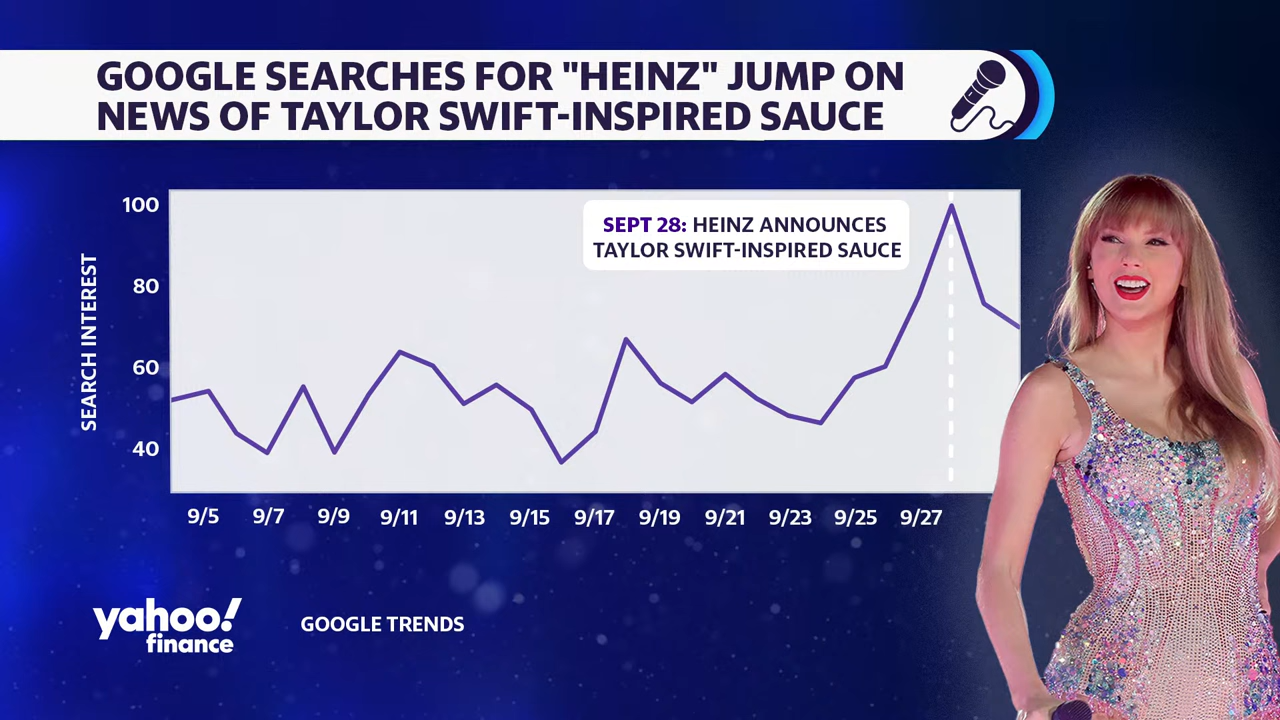 GOOGLE SEARCHES FOR "HEINZ" JUMP ON
NEWS OF TAYLOR SWIFT-INSPIRED SAUCE
SEARCH INTEREST
100
80
60
40
SEPT 28: HEINZ ANNOUNCES
TAYLOR SWIFT-INSPIRED SAUCE
9/5 9/7 9/9 9/11 9/13 9/15 9/17 9/19 9/21 9/23 9/25 9/27
yahoo!
finance
GOOGLE TRENDS